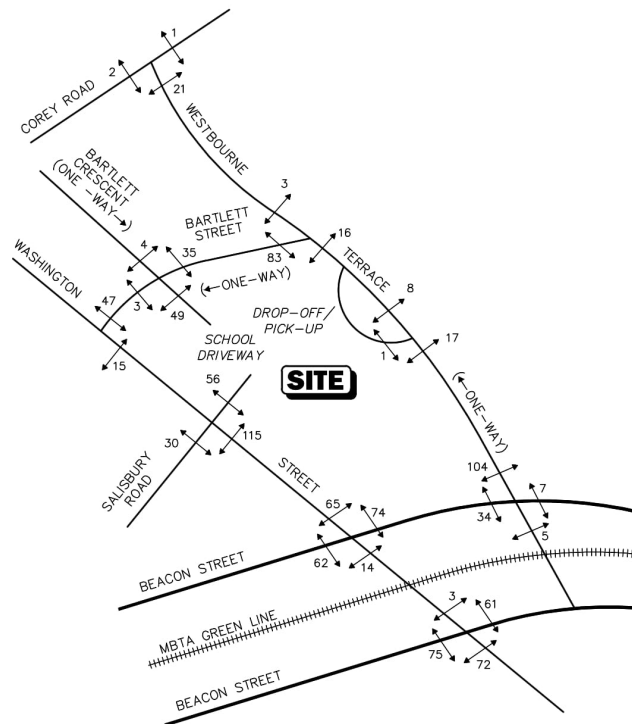 1
2
21
COREY ROAD
WESTBOURNE
BARTLETT
CRESCENT
(ONE -WAY→)
3
BARTLETT
STREET
16
TERRACE
4
35
83
WASHINGTON
(←ONE-WAY)
8
47
3
49
DROP-OFF
PICK-UP
17
15
SCHOOL
DRIVEWAY
1
SITE
(←ONE-WAY)
56
30
115
SALISBURY
ROAD
STREET
104
7
34
5
65
74
62
14
BEACON STREET
MBTA GREEN LINE
3
61
75
72
BEACON STREET